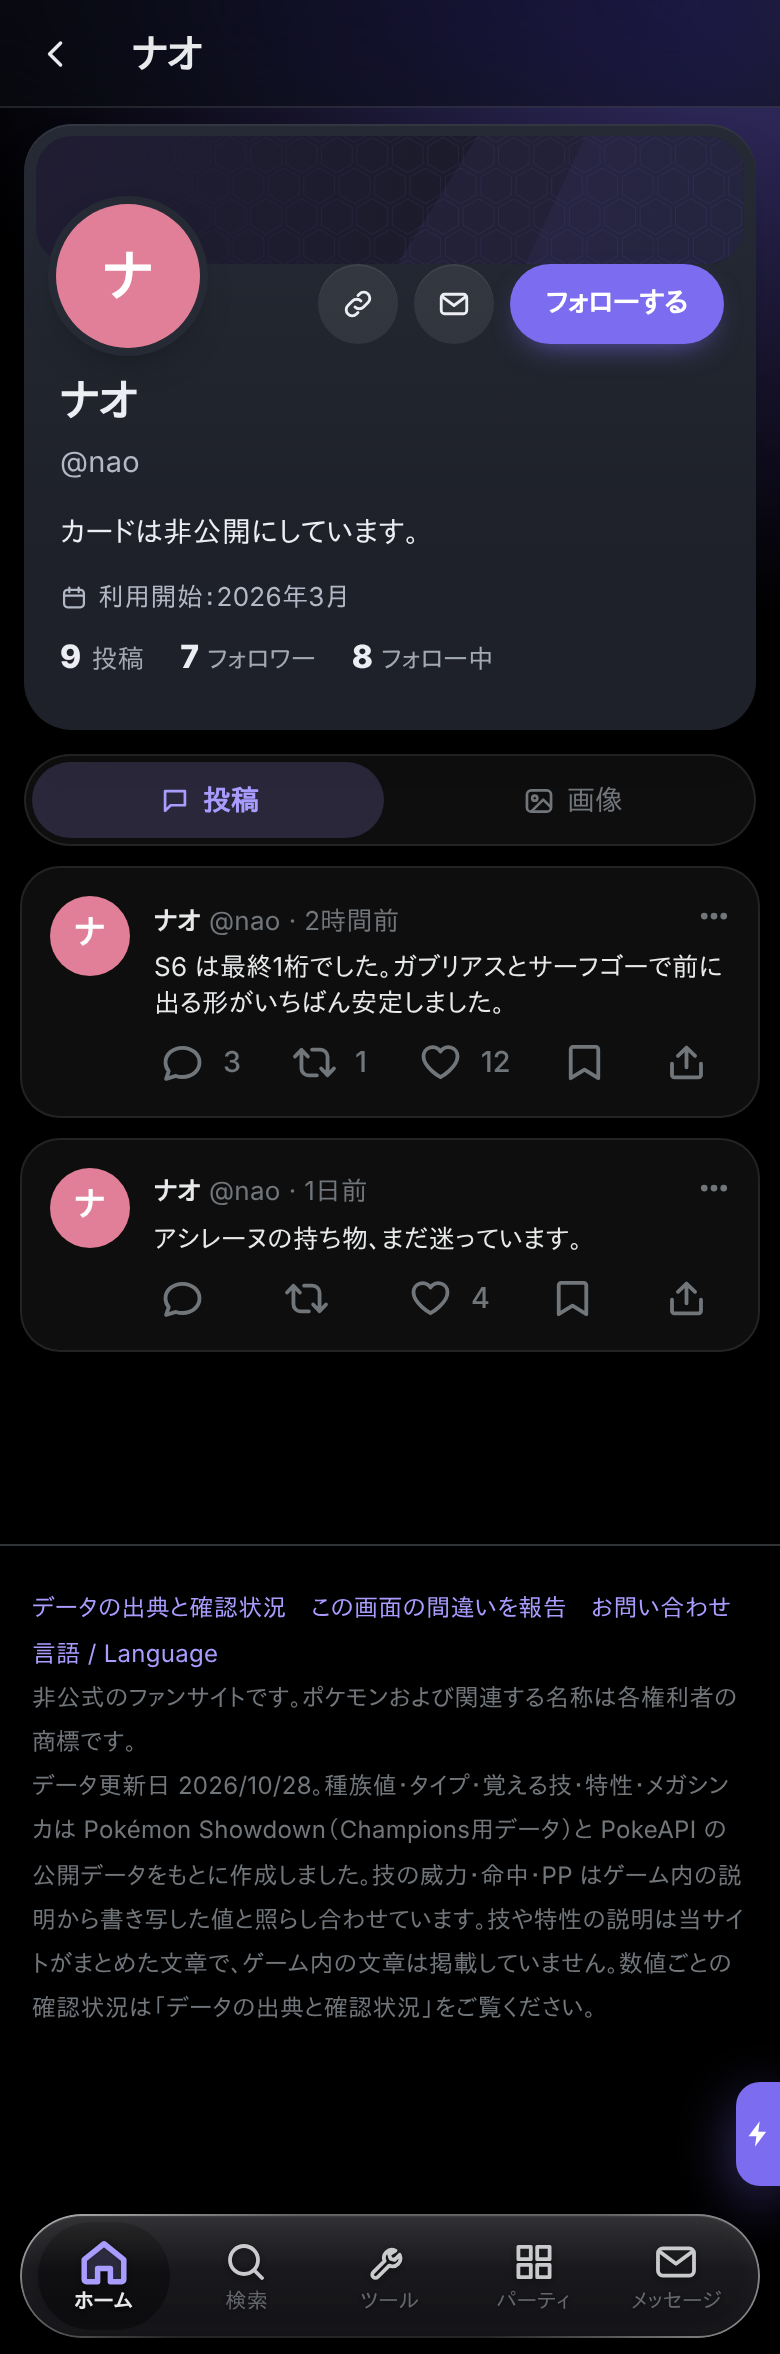 ナオ
ナ
フォローする
ナオ
@nao
カードは非公開にしています。
利用開始：2026年3月
9 投稿 7 フォロワー 8 フォロー中
投稿
画像
ナ
ナオ @nao · 2時間前
S6 は最終1桁でした。ガブリアスとサーフゴーで前に
出る形がいちばん安定しました。
3 1 12
ナ
ナオ @nao · 1日前
アシレーヌの持ち物、まだ迷っています。
4
データの出典と確認状況 この画面の間違いを報告 お問い合わせ
言語 / Language
非公式のファンサイトです。ポケモンおよび関連する名称は各権利者の
商標です。
データ更新日 2026/10/28。種族値・タイプ・覚える技・特性・メガシン
カは Pokémon Showdown（Champions用データ）と PokeAPI の
公開データをもとに作成しました。技の威力・命中・PP はゲーム内の説
明から書き写した値と照らし合わせています。技や特性の説明は当サイ
トがまとめた文章で、ゲーム内の文章は掲載していません。数値ごとの
確認状況は「データの出典と確認状況」をご覧ください。
ホーム 検索 ツール パーティ メッセージ